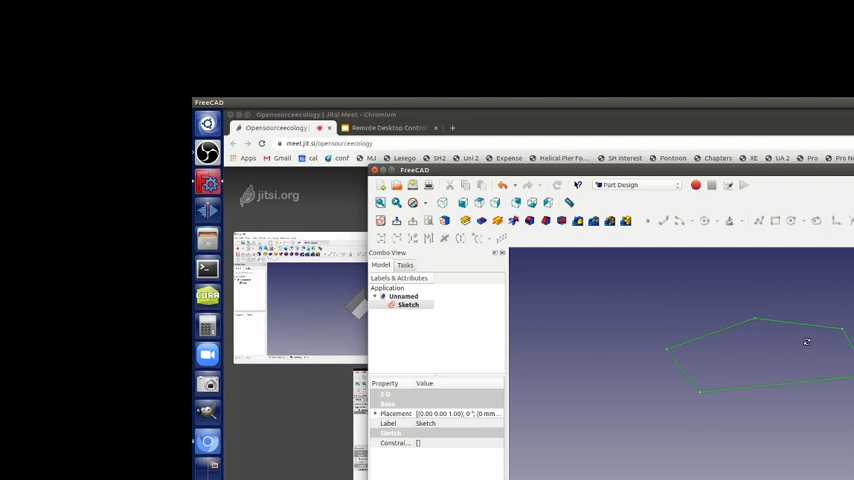 FreeCAD
Opensourceecology | Jitsi Meet - Chromium
Opensourceecology |
Remote Desktop Control
meet.jit.si/opensourceecology
Apps
Gmail
cal
conf
MJ
Lesego
SH2
Uni 2
Expense
Helical Pier Fo
SH Interest
Pontoon
Chapters
XE
UA 2
Pro
No
FreeCAD
jitsi.org
Part Design
Combo View
Model
Tasks
Labels & Attributes
Application
Unnamed
Sketch
Property
Value
2 D
Base
Placement
[(0.00 0.00 1.00); 0 °; (0 mm...
Label
Sketch
Sketch
Constrai...
[]
CURA